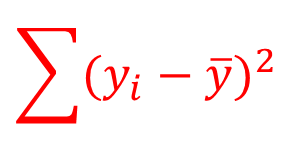 ∑(yᵢ − ȳ)²